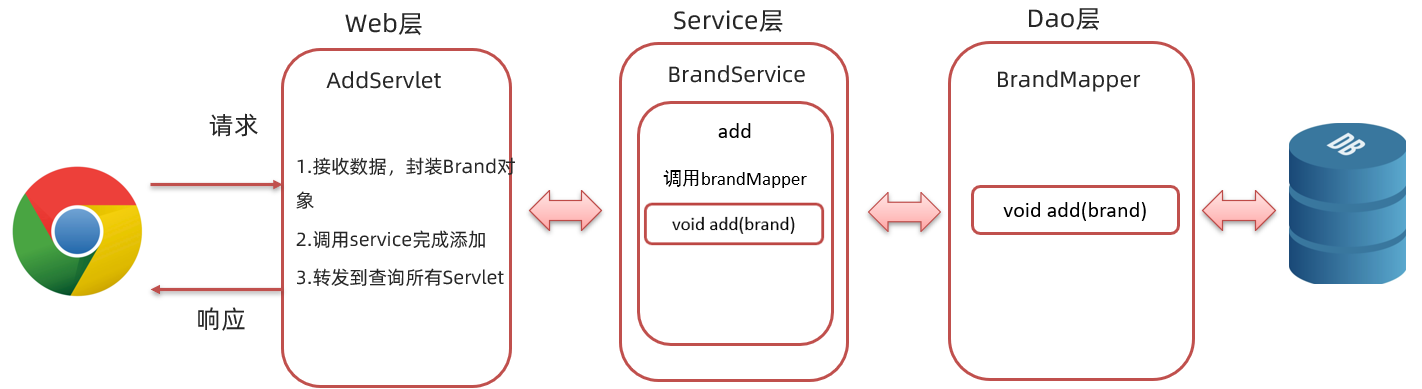 Web层
Service层
Dao层
AddServlet
BrandService
BrandMapper
请求
add
1.接收数据，封装Brand对
象
调用brandMapper
void add(brand)
void add(brand)
2.调用service完成添加
3.转发到查询所有Servlet
响应
DB